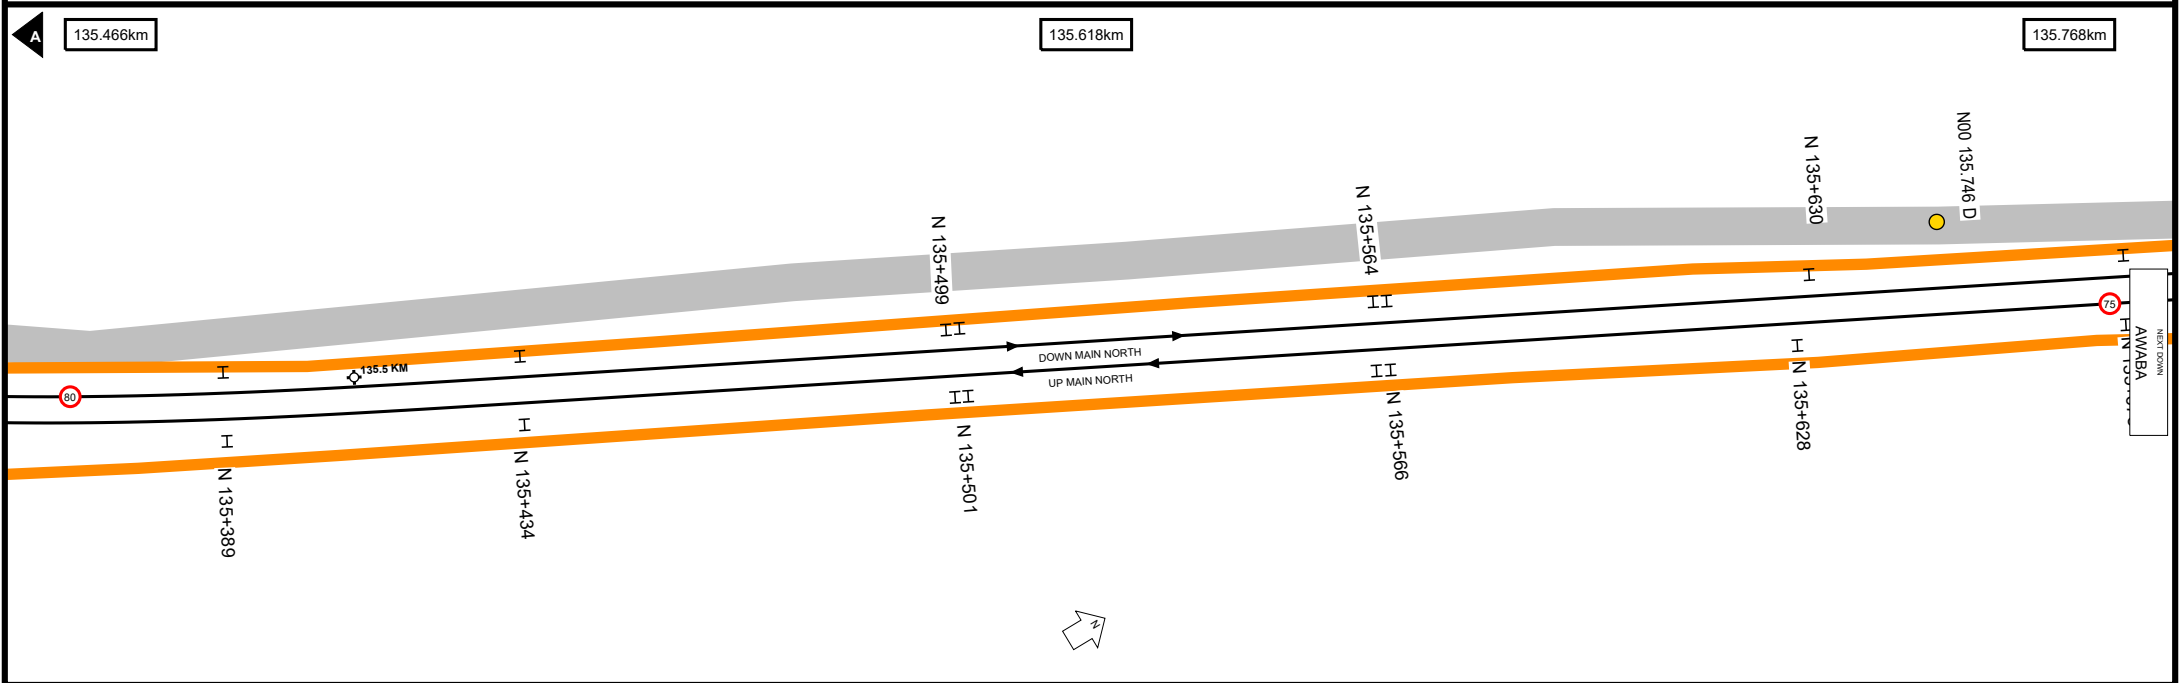 A
135.466km
135.618km
135.768km
N00 135.746 D
N 135+630
N 135+564
N 135+499
135.5 KM
80
75
DOWN MAIN NORTH
UP MAIN NORTH
NEXT DOWN
AWABA
N 135+389
N 135+434
N 135+501
N 135+566
N 135+628
N